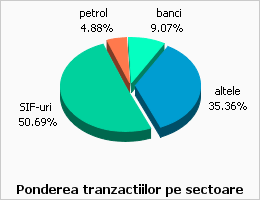 petrol
4.88%
banci
9.07%
altele
35.36%
SIF-uri
50.69%
Ponderea tranzactiilor pe sectoare